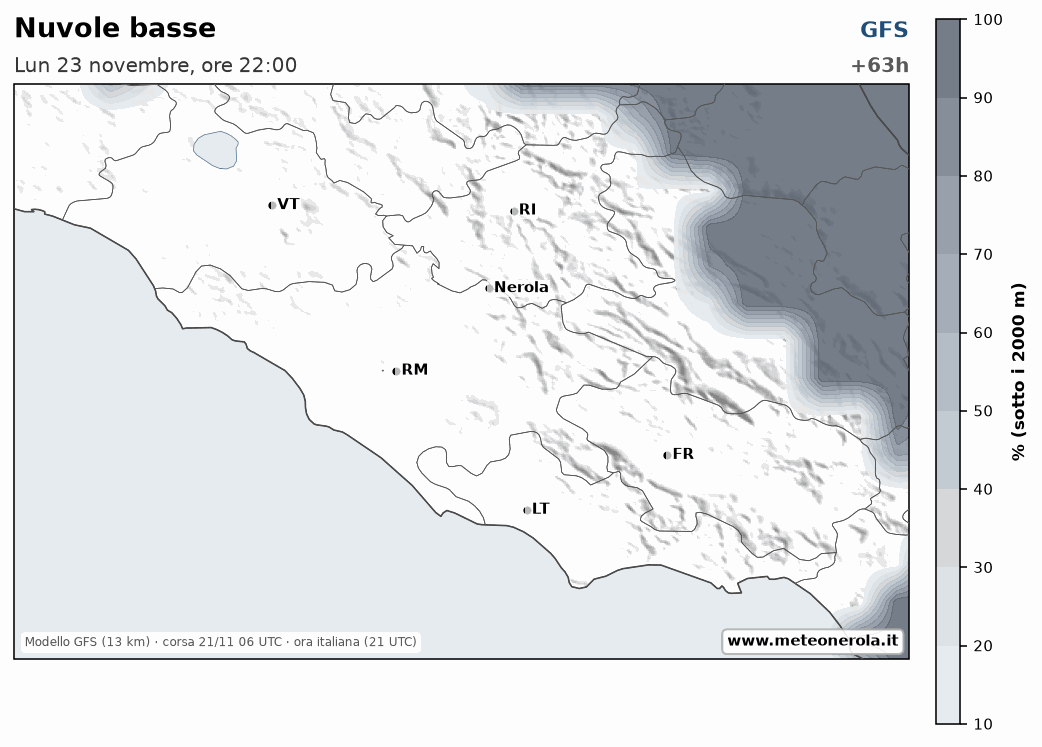 Nuvole basse
GFS
Lun 23 novembre, ore 22:00
+63h
VT
RI
Nerola
RM
FR
LT
Modello GFS (13 km) · corsa 21/11 06 UTC · ora italiana (21 UTC)
www.meteonerola.it
100
90
80
70
60
50
40
30
20
10
% (sotto i 2000 m)